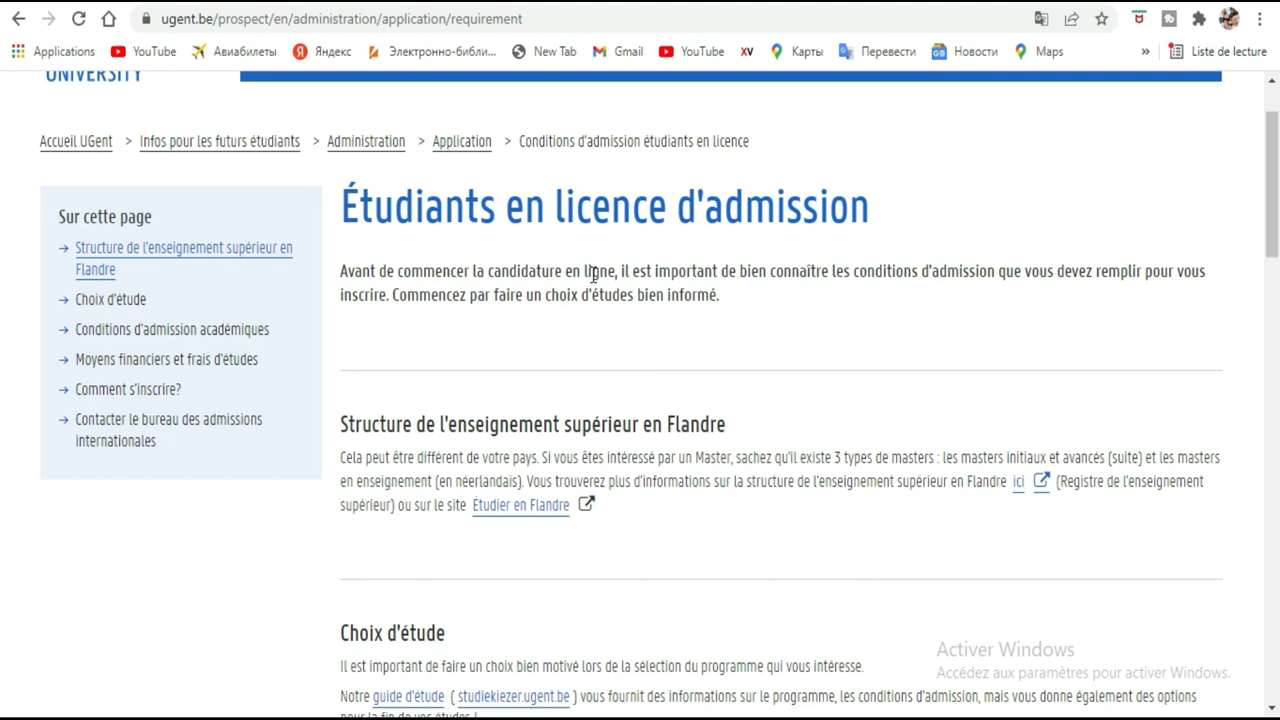 ugent.be/prospect/en/administration/application/requirement
Applications YouTube Авиабилеты Яндекс Электронно-библи... New Tab Gmail YouTube XV Карты Перевести Новости Maps » Liste de lecture
UNIVERSITY
Accueil UGent > Infos pour les futurs étudiants > Administration > Application > Conditions d'admission étudiants en licence
Sur cette page
→ Structure de l'enseignement supérieur en
Flandre
→ Choix d'étude
→ Conditions d'admission académiques
→ Moyens financiers et frais d'études
→ Comment s'inscrire?
→ Contacter le bureau des admissions
internationales
Étudiants en licence d'admission
Avant de commencer la candidature en ligne, il est important de bien connaître les conditions d'admission que vous devez remplir pour vous
inscrire. Commencez par faire un choix d'études bien informé.
Structure de l'enseignement supérieur en Flandre
Cela peut être différent de votre pays. Si vous êtes intéressé par un Master, sachez qu'il existe 3 types de masters : les masters initiaux et avancés (suite) et les masters
en enseignement (en néerlandais). Vous trouverez plus d'informations sur la structure de l'enseignement supérieur en Flandre ici (Registre de l'enseignement
supérieur) ou sur le site Étudier en Flandre
Choix d'étude
Il est important de faire un choix bien motivé lors de la sélection du programme qui vous intéresse.
Notre guide d'étude ( studiekiezer.ugent.be ) vous fournit des informations sur le programme, les conditions d'admission, mais vous donne également des options
pour la fin de vos études !
Activer Windows
Accédez aux paramètres pour activer Windows.